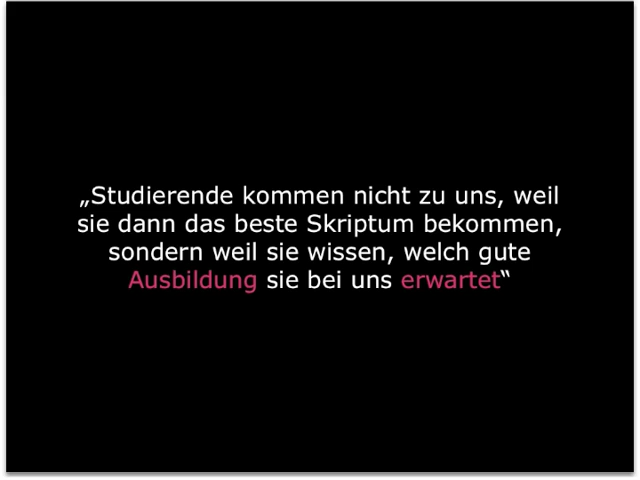 „Studierende kommen nicht zu uns, weil
sie dann das beste Skriptum bekommen,
sondern weil sie wissen, welch gute
Ausbildung sie bei uns erwartet“